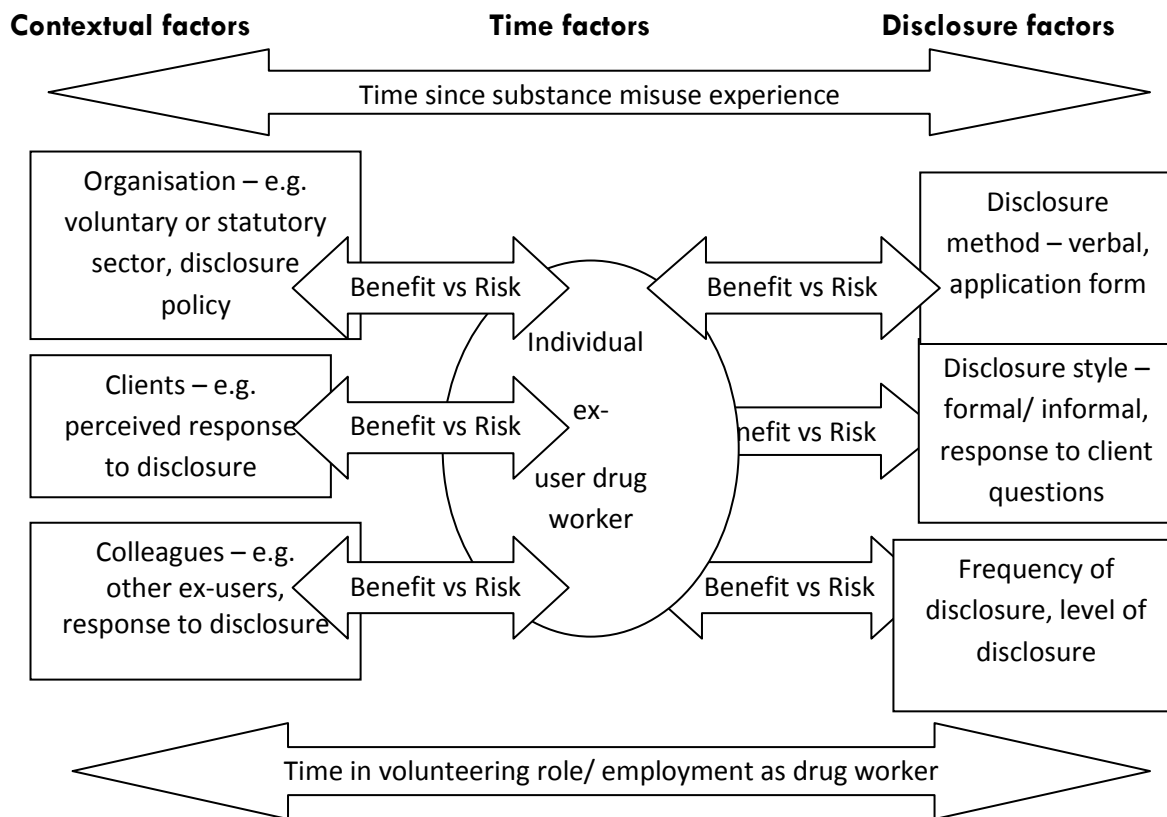 Contextual factors
Time factors
Disclosure factors
Time since substance misuse experience
Organisation – e.g.
voluntary or statutory
sector, disclosure
policy
Benefit vs Risk
Benefit vs Risk
Disclosure
method – verbal,
application form
Individual
ex-
user drug
worker
Clients – e.g.
perceived response
to disclosure
Benefit vs Risk
nefit vs Risk
Disclosure style –
formal/ informal,
response to client
questions
Colleagues – e.g.
other ex-users,
response to disclosure
Benefit vs Risk
Benefit vs Risk
Frequency of
disclosure, level of
disclosure
Time in volunteering role/ employment as drug worker